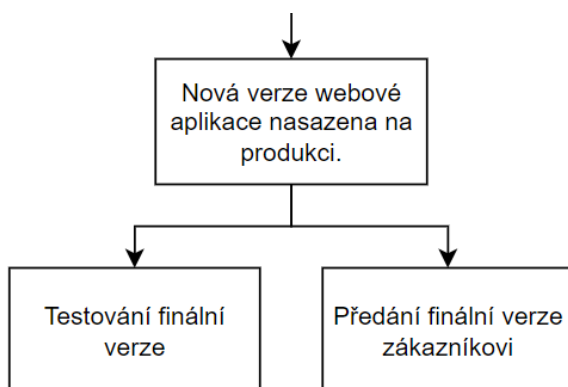 Nová verze webové
aplikace nasazena na
produkci.
Testování finální
verze
Předání finální verze
zákazníkovi